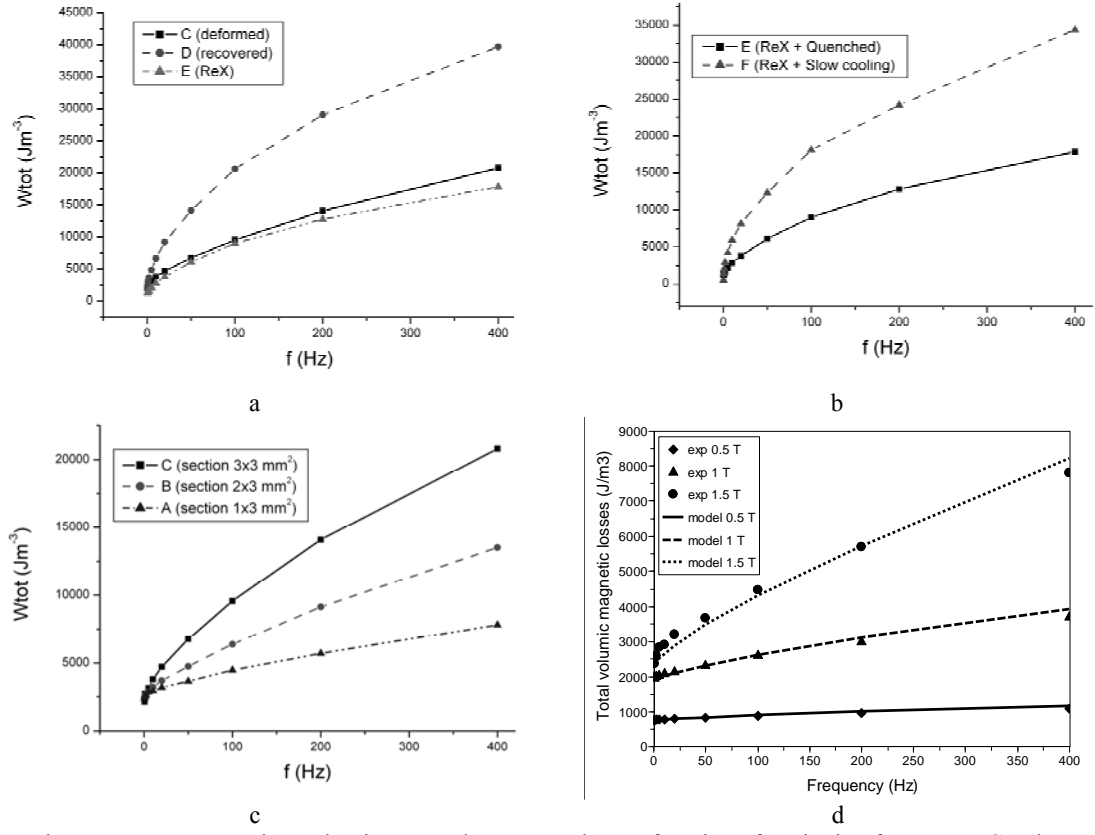 45000
40000
35000
30000
25000
20000
15000
10000
5000
0
Wtot (Jm-3)
C (deformed)
D (recovered)
E (ReX)
0 100 200 300 400
f (Hz)
a
35000
30000
25000
20000
15000
10000
5000
0
Wtot (Jm-3)
E (ReX + Quenched)
F (ReX + Slow cooling)
0 100 200 300 400
f (Hz)
b
20000
15000
10000
5000
0
Wtot (Jm-3)
C (section 3x3 mm2)
B (section 2x3 mm2)
A (section 1x3 mm2)
0 100 200 300 400
f (Hz)
c
9000
8000
7000
6000
5000
4000
3000
2000
1000
0
Total volumic magnetic losses (J/m3)
exp 0.5 T
exp 1 T
exp 1.5 T
model 0.5 T
model 1 T
model 1.5 T
0 50 100 150 200 250 300 350 400
Frequency (Hz)
d